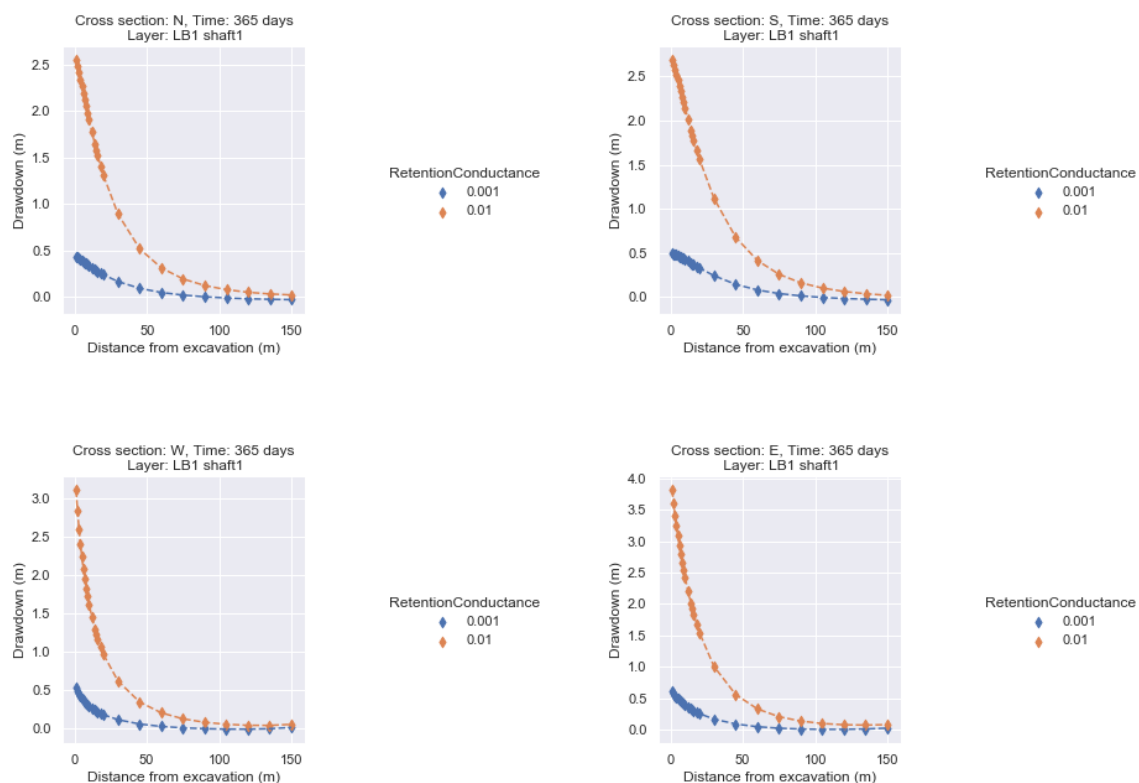 Cross section: N, Time: 365 days
Layer: LB1 shaft1
2.5
2.0
1.5
1.0
0.5
0.0
Drawdown (m)
0
50
100
150
Distance from excavation (m)
RetentionConductance
0.001
0.01
Cross section: S, Time: 365 days
Layer: LB1 shaft1
2.5
2.0
1.5
1.0
0.5
0.0
Drawdown (m)
0
50
100
150
Distance from excavation (m)
RetentionConductance
0.001
0.01
Cross section: W, Time: 365 days
Layer: LB1 shaft1
3.0
2.5
2.0
1.5
1.0
0.5
0.0
Drawdown (m)
0
50
100
150
Distance from excavation (m)
RetentionConductance
0.001
0.01
Cross section: E, Time: 365 days
Layer: LB1 shaft1
4.0
3.5
3.0
2.5
2.0
1.5
1.0
0.5
0.0
Drawdown (m)
0
50
100
150
Distance from excavation (m)
RetentionConductance
0.001
0.01